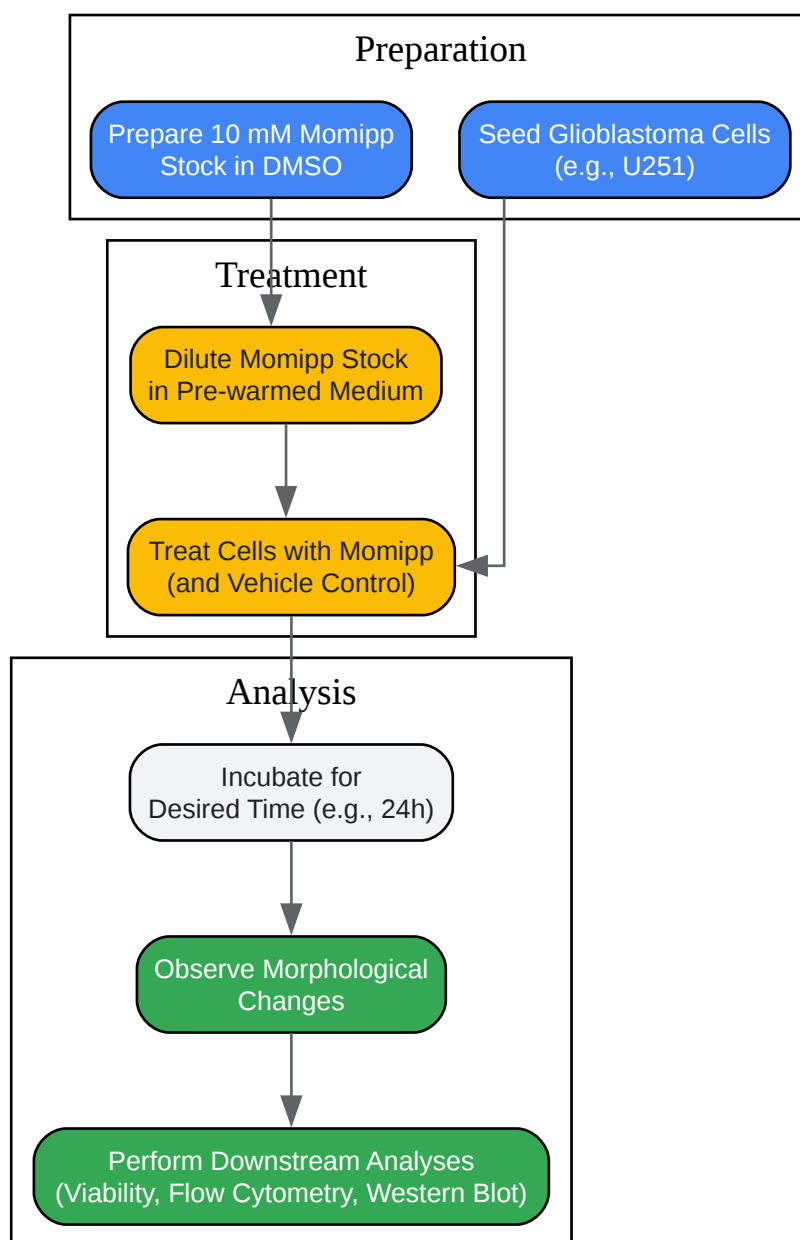 Preparation
Prepare 10 mM Momipp
Stock in DMSO
Seed Glioblastoma Cells
(e.g., U251)
Treatment
Dilute Momipp Stock
in Pre-warmed Medium
Treat Cells with Momipp
(and Vehicle Control)
Analysis
Incubate for
Desired Time (e.g., 24h)
Observe Morphological
Changes
Perform Downstream Analyses
(Viability, Flow Cytometry, Western Blot)